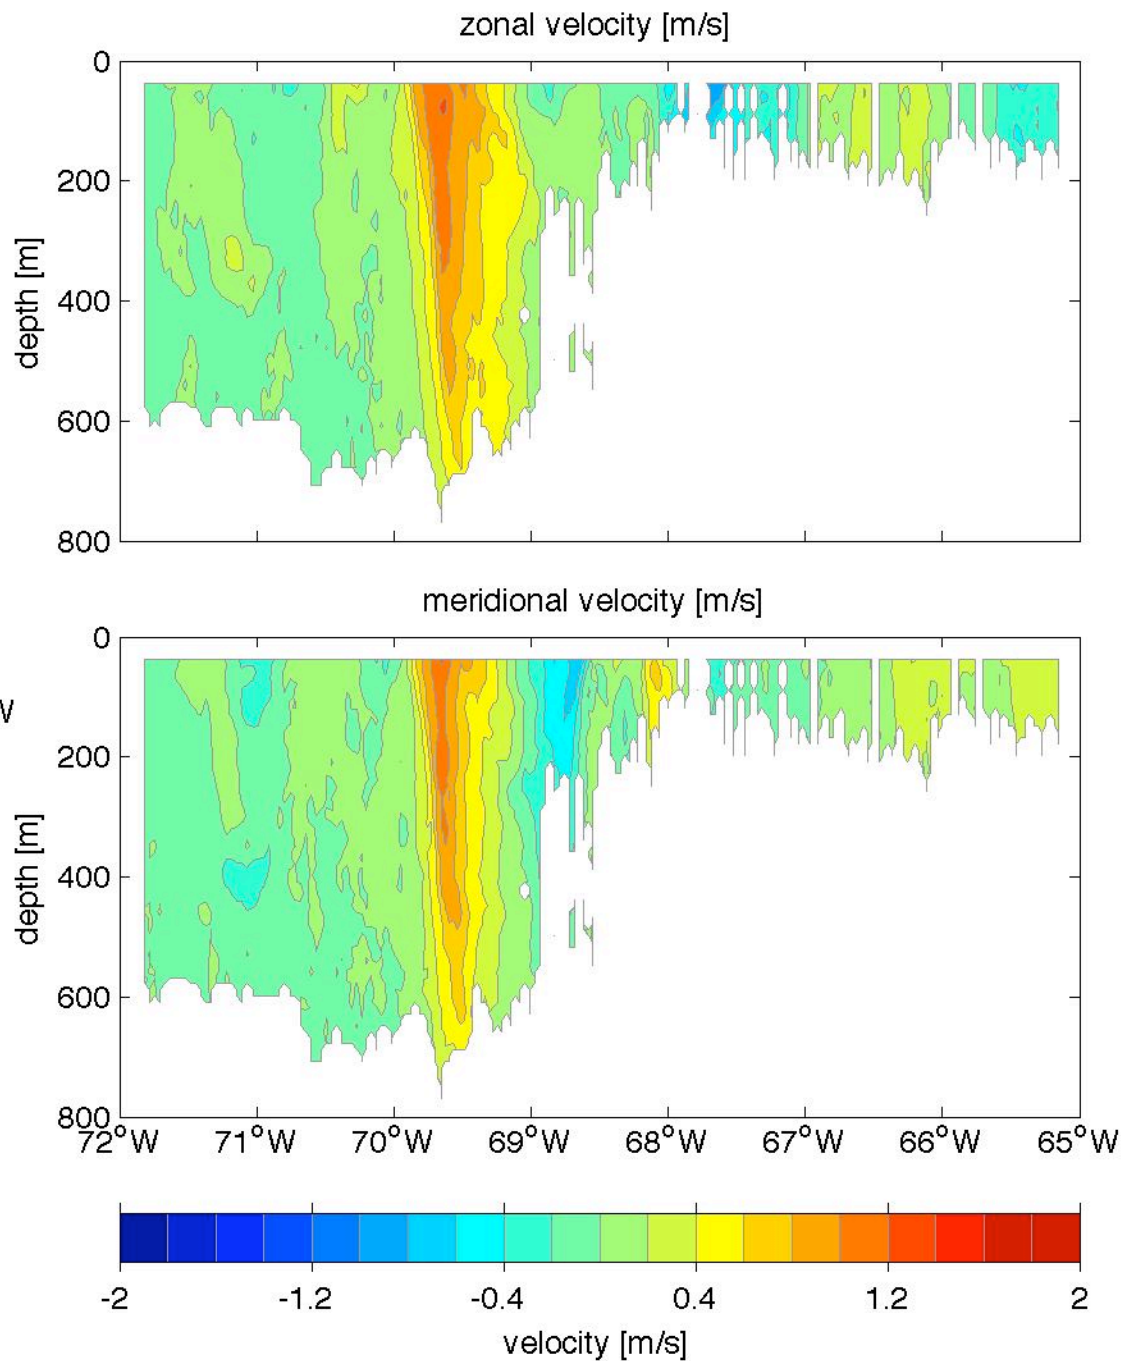 zonal velocity [m/s]
0
200
400
600
800
depth [m]
meridional velocity [m/s]
0
200
400
600
800
depth [m]
W
72°W 71°W 70°W 69°W 68°W 67°W 66°W 65°W
-2 -1.2 -0.4 0.4 1.2 2
velocity [m/s]